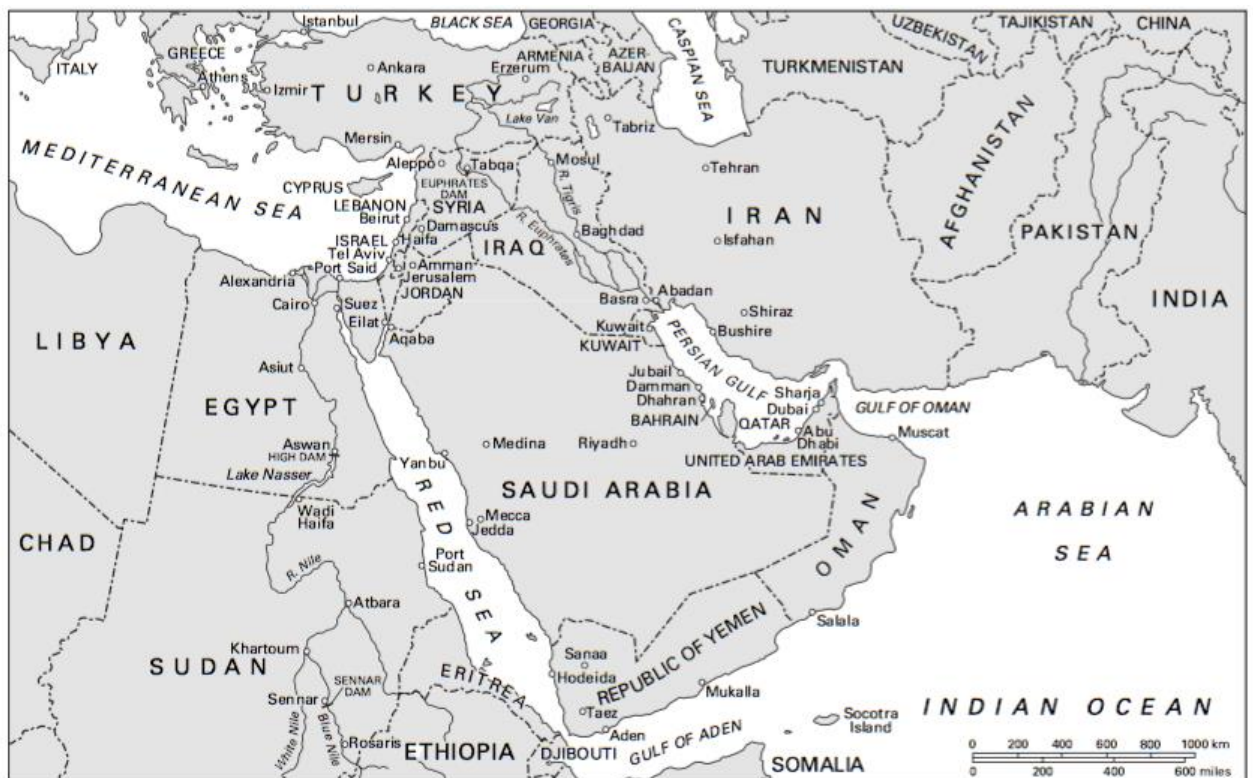 Istanbul
BLACK SEA
GEORGIA
UZBEKISTAN
TAJIKISTAN
CHINA
ITALY
GREECE
Athens
Izmir
Ankara
TURKEY
Erzerum
ARMENIA
AZER-
BAIJAN
CASPIAN SEA
TURKMENISTAN
Lake Van
Tabriz
Mersin
MEDITERRANEAN SEA
Aleppo
Tabqa
EUPHRATES
DAM
Mosul
R. Tigris
Tehran
AFGHANISTAN
CYPRUS
LEBANON
Beirut
SYRIA
Damascus
R. Euphrates
Baghdad
IRAN
Isfahan
PAKISTAN
ISRAEL
Haifa
Tel Aviv
IRAQ
Port Said
Amman
Jerusalem
JORDAN
Alexandria
Cairo
Suez
Eilat
Aqaba
Basra
Abadan
Shiraz
Bushire
Kuwait
KUWAIT
PERSIAN GULF
INDIA
LIBYA
Asiut
EGYPT
Jubail
Damman
Dhahran
BAHRAIN
QATAR
Sharja
Dubai
Abu
Dhabi
GULF OF OMAN
Muscat
UNITED ARAB EMIRATES
Aswan
HIGH DAM
Lake Nasser
Medina
Riyadh
Yanbu
SAUDI ARABIA
Wadi
Haifa
RED SEA
Mecca
Jedda
OMAN
ARABIAN
SEA
CHAD
R. Nile
Port
Sudan
Atbara
Salala
Khartoum
SUDAN
SENNAR
DAM
Sennar
ERITREA
Sanaa
Hodeida
REPUBLIC OF YEMEN
Mukalla
Taez
Aden
INDIAN OCEAN
Socotra
Island
White Nile
Blue Nile
Rosaris
ETHIOPIA
DJIBOUTI
GULF OF ADEN
SOMALIA
0 200 400 600 800 1000 km
0 200 400 600 miles